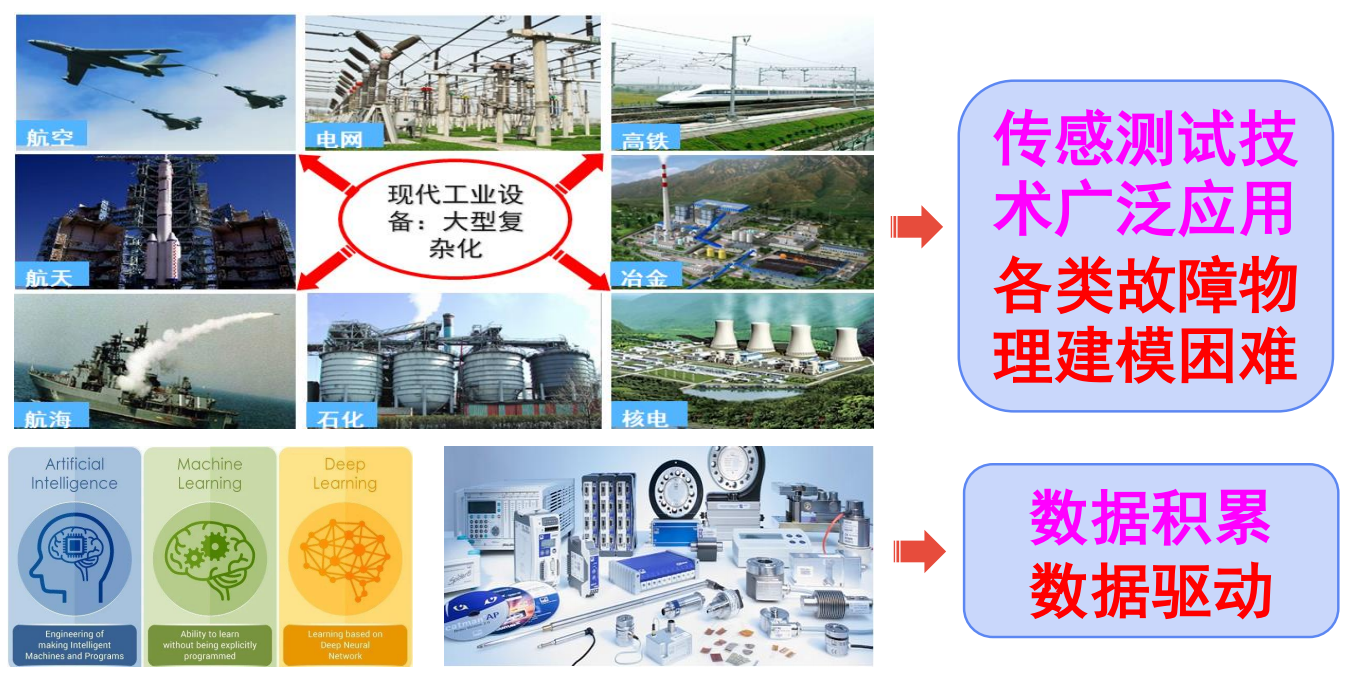 航空
电网
高铁
现代工业设
备：大型复
杂化
航天
冶金
航海
石化
核电
传感测试技
术广泛应用
各类故障物
理建模困难
Artificial
Intelligence
Engineering of
making Intelligent
Machines and Programs
Machine
Learning
Ability to learn
without being explicitly
programmed
Deep
Learning
Learning based on
Deep Neural
Network
catman AP
数据积累
数据驱动